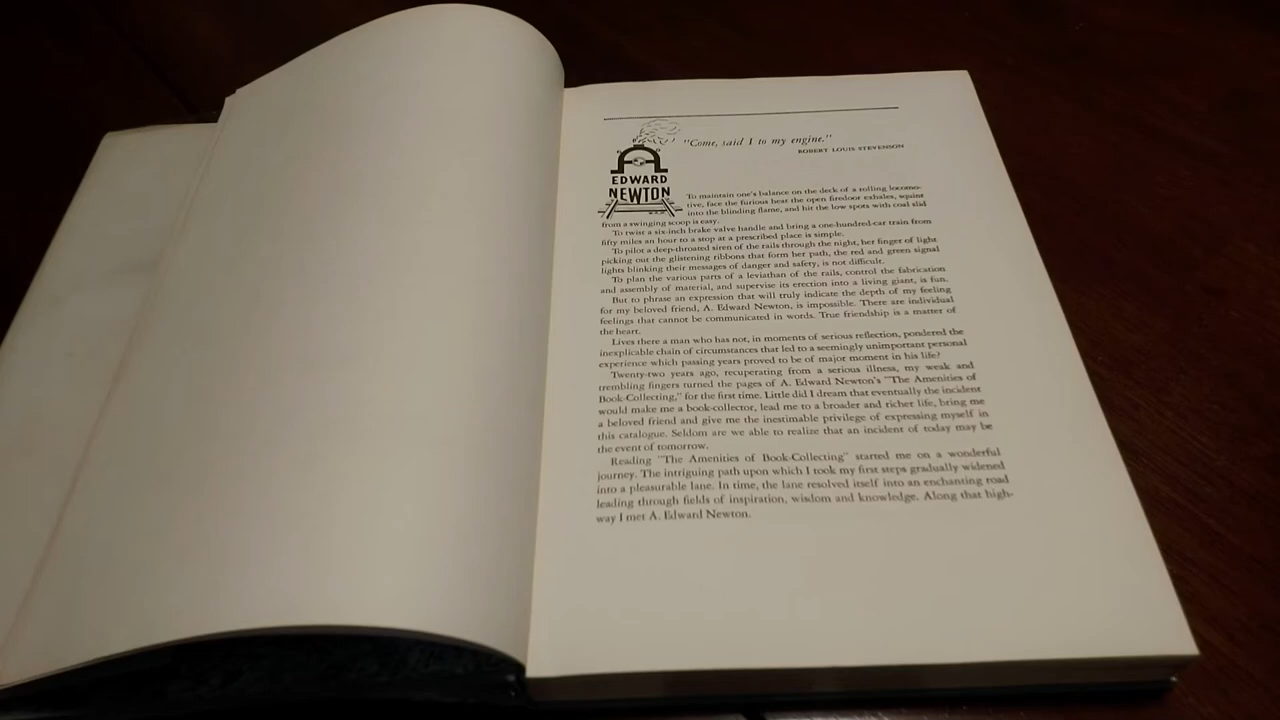 "Come, said I to my engine."
ROBERT LOUIS STEVENSON
A
EDWARD
NEWTON
To maintain one's balance on the deck of a rolling locomo-
tive, face the furious heat the open firedoor exhales, squint
into the blinding flame, and hit the low spots with coal slid
from a swinging scoop is easy.
To twist a six-inch brake valve handle and bring a one-hundred-car train from
fifty miles an hour to a stop at a prescribed place is simple.
To pilot a deep-throated siren of the rails through the night, her finger of light
picking out the glistening ribbons that form her path, the red and green signal
lights blinking their messages of danger and safety, is not difficult.
To plan the various parts of a leviathan of the rails, control the fabrication
and assembly of material, and supervise its erection into a living giant, is fun.
But to phrase an expression that will truly indicate the depth of my feeling
for my beloved friend, A. Edward Newton, is impossible. There are individual
feelings that cannot be communicated in words. True friendship is a matter of
the heart.
Lives there a man who has not, in moments of serious reflection, pondered the
inexplicable chain of circumstances that led to a seemingly unimportant personal
experience which passing years proved to be of major moment in his life?
Twenty-two years ago, recuperating from a serious illness, my weak and
trembling fingers turned the pages of A. Edward Newton's "The Amenities of
Book-Collecting," for the first time. Little did I dream that eventually the incident
would make me a book-collector, lead me to a broader and richer life, bring me
a beloved friend and give me the inestimable privilege of expressing myself in
this catalogue. Seldom are we able to realize that an incident of today may be
the event of tomorrow.
Reading "The Amenities of Book-Collecting" started me on a wonderful
journey. The intriguing path upon which I took my first steps gradually widened
into a pleasurable lane. In time, the lane resolved itself into an enchanting road
leading through fields of inspiration, wisdom and knowledge. Along that high-
way I met A. Edward Newton.